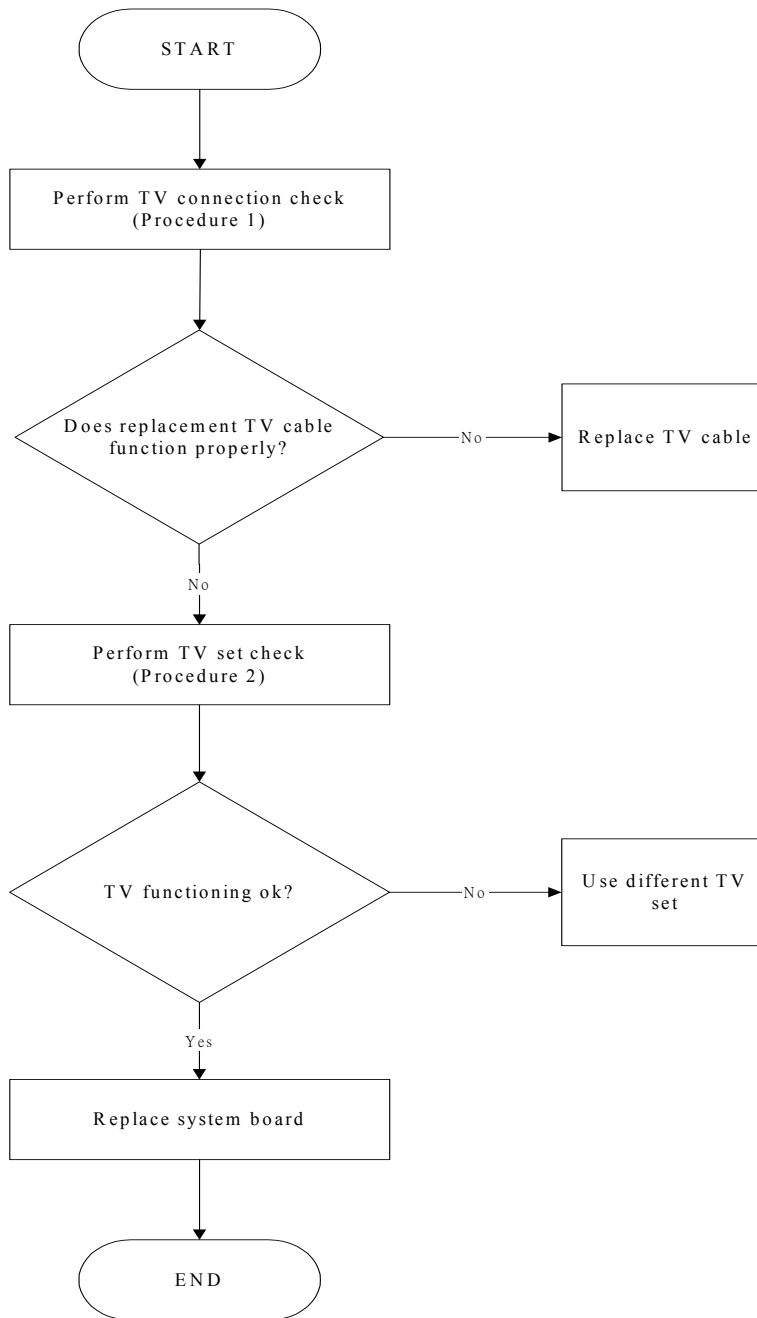 START
Perform TV connection check
(Procedure 1)
Does replacement TV cable
function properly?
No
Replace TV cable
No
Perform TV set check
(Procedure 2)
TV functioning ok?
No
Use different TV
set
Yes
Replace system board
END